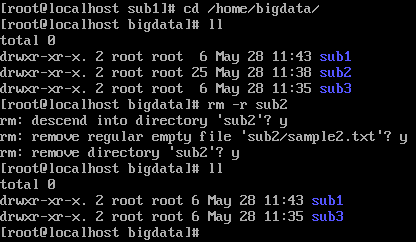 [root@localhost sub1]# cd /home/bigdata/
[root@localhost bigdata]# ll
total 0
drwxr-xr-x. 2 root root  6 May 28 11:43 sub1
drwxr-xr-x. 2 root root 25 May 28 11:38 sub2
drwxr-xr-x. 2 root root  6 May 28 11:35 sub3
[root@localhost bigdata]# rm -r sub2
rm: descend into directory 'sub2'? y
rm: remove regular empty file 'sub2/sample2.txt'? y
rm: remove directory 'sub2'? y
[root@localhost bigdata]# ll
total 0
drwxr-xr-x. 2 root root 6 May 28 11:43 sub1
drwxr-xr-x. 2 root root 6 May 28 11:35 sub3
[root@localhost bigdata]#